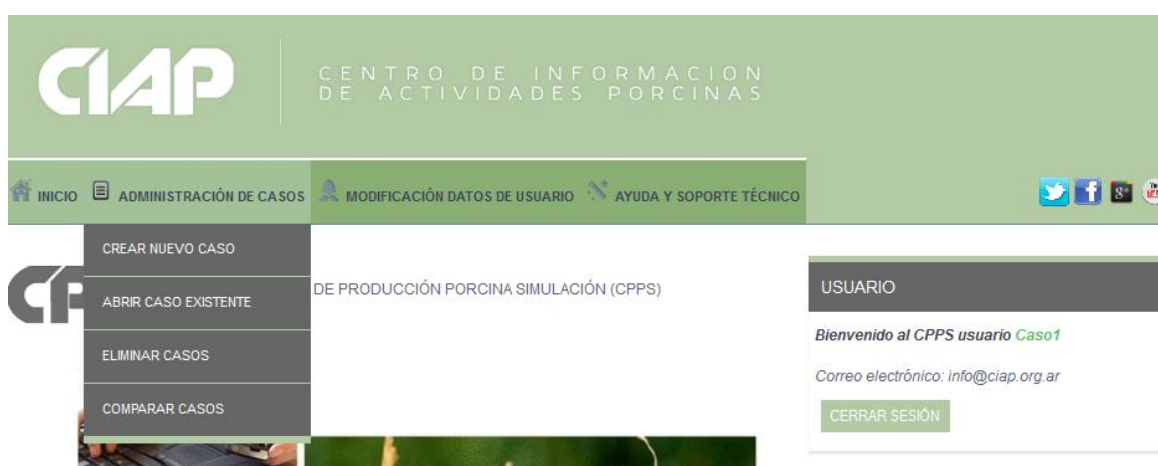 CIAP
CENTRO DE INFORMACION
DE ACTIVIDADES PORCINAS
INICIO ADMINISTRACIÓN DE CASOS MODIFICACIÓN DATOS DE USUARIO AYUDA Y SOPORTE TÉCNICO
CREAR NUEVO CASO
ABRIR CASO EXISTENTE
ELIMINAR CASOS
COMPARAR CASOS
DE PRODUCCIÓN PORCINA SIMULACIÓN (CPPS)
USUARIO
Bienvenido al CPPS usuario Caso1
Correo electrónico: info@ciap.org.ar
CERRAR SESIÓN